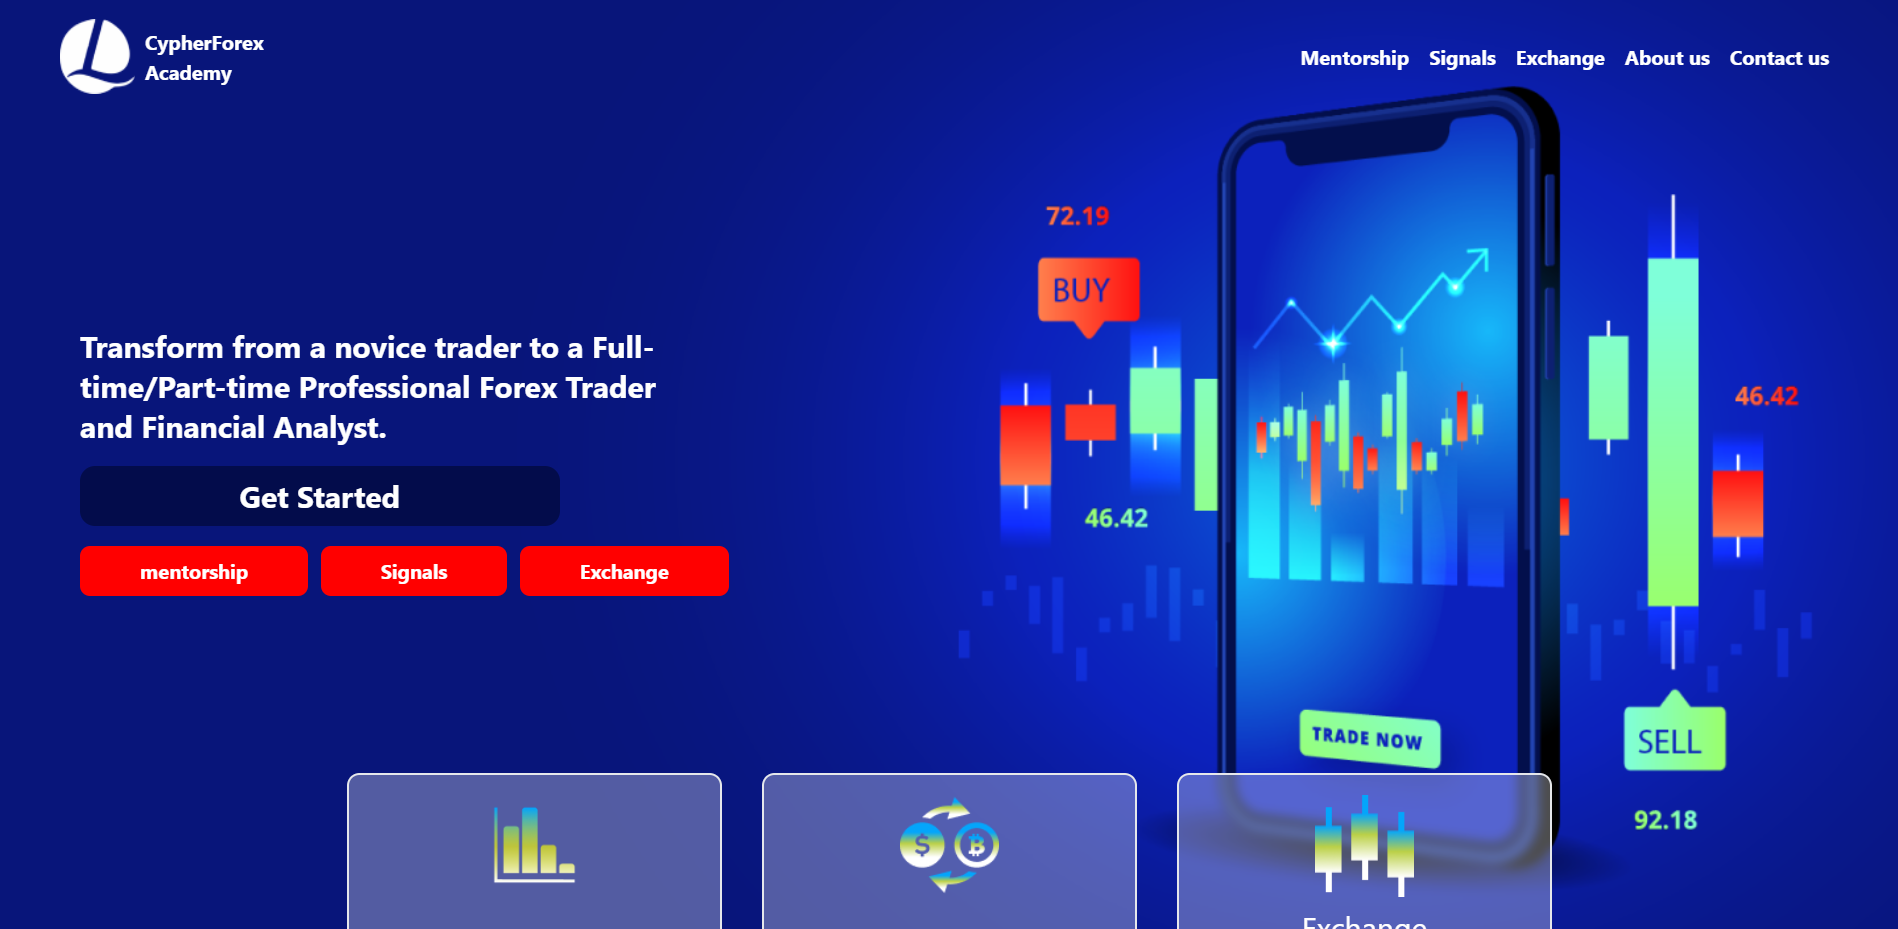 CypherForex
Academy
Mentorship Signals Exchange About us Contact us
72.19
BUY
Transform from a novice trader to a Full-
time/Part-time Professional Forex Trader
and Financial Analyst.
46.42
Get Started
46.42
mentorship Signals Exchange
TRADE NOW
SELL
92.18
$
Exchange